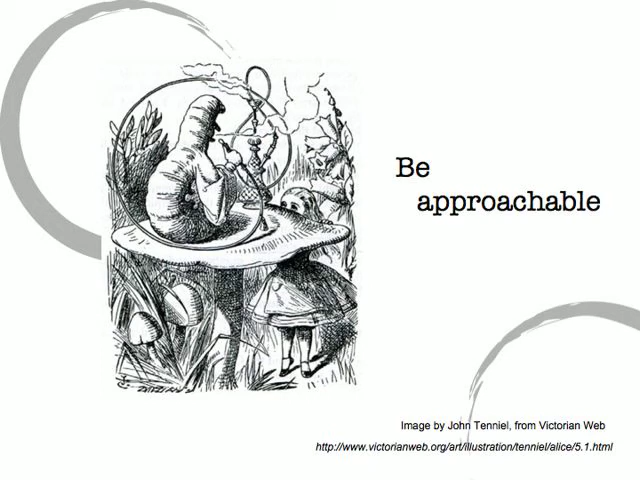 Be
approachable
Image by John Tenniel, from Victorian Web
http://www.victorianweb.org/art/illustration/tenniel/alice/5.1.html